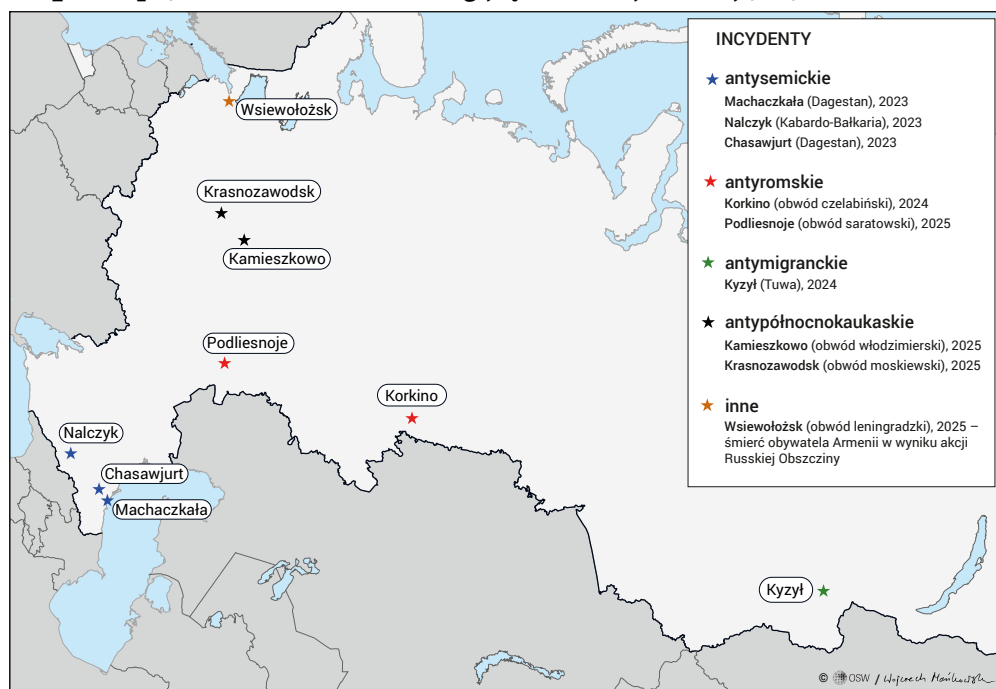 INCYDENTY
antysemickie
Machaczkała (Dagestan), 2023
Nalczyk (Kabardo-Bałkaria), 2023
Chasawjurt (Dagestan), 2023
antyromskie
Korkino (obwód czelabiński), 2024
Podliesnoje (obwód saratowski), 2025
antymigranckie
Kyzył (Tuwa), 2024
antypółnocnokaukaskie
Kamieszkowo (obwód włodzimierski), 2025
Krasnozawodsk (obwód moskiewski), 2025
inne
Wsiewołożsk (obwód leningradzki), 2025 –
śmierć obywatela Armenii w wyniku akcji
Russkiej Obszcziny
Wsiewołożsk
Krasnozawodsk
Kamieszkowo
Podliesnoje
Korkino
Nalczyk
Chasawjurt
Machaczkała
Kyzył
© OSW / Wojciech Mańkowski